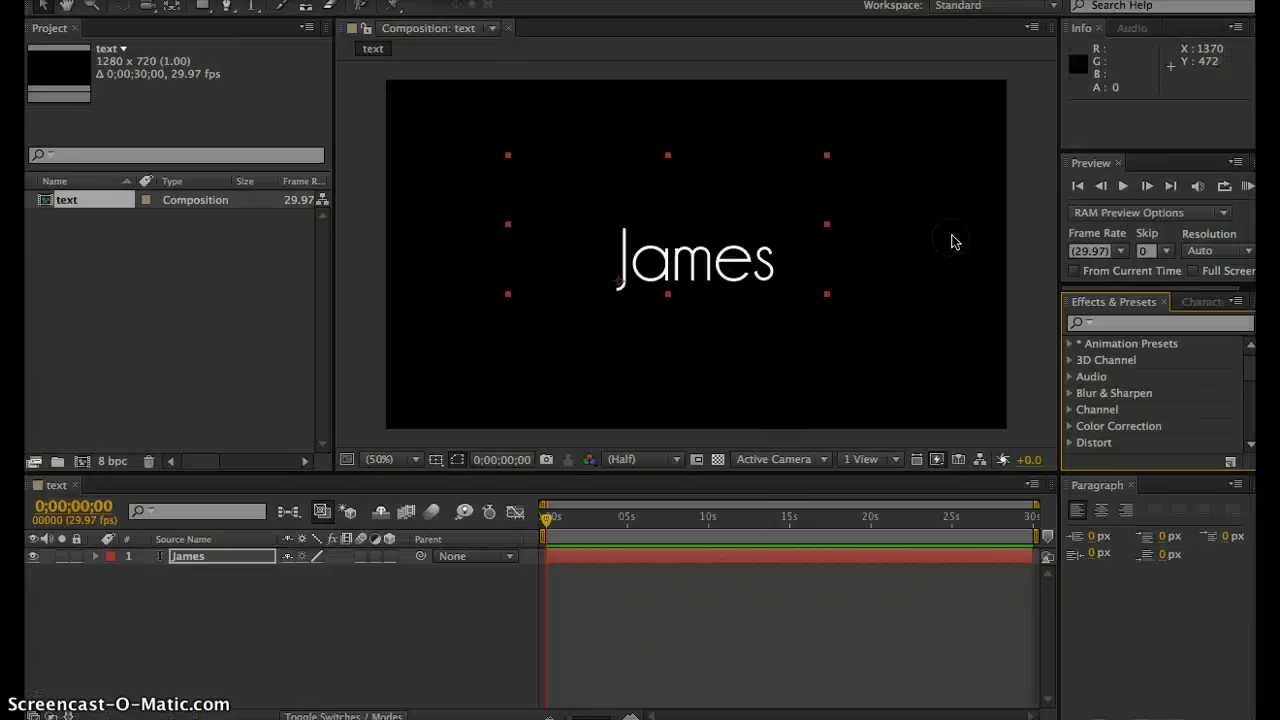 Workspace: Standard
Search Help
Project
Composition: text
Info
Audio
text
1280 x 720 (1.00)
Δ 0;00;30;00, 29.97 fps
text
R :
G :
B :
A : 0
X : 1370
Y : 472
James
Preview
Name
Type
Size
Frame R...
text
Composition
29.97
RAM Preview Options
Frame Rate
Skip
Resolution
(29.97)
0
Auto
From Current Time
Full Screen
Effects & Presets
Charact
* Animation Presets
3D Channel
Audio
Blur & Sharpen
Channel
Color Correction
Distort
8 bpc
(50%)
0;00;00;00
(Half)
Active Camera
1 View
+0.0
text
Paragraph
0;00;00;00
00000 (29.97 fps)
00s
05s
10s
15s
20s
25s
30s
#
Source Name
Parent
1
T
James
None
0 px
0 px
0 px
0 px
0 px
Toggle Switches / Modes
Screencast-O-Matic.com